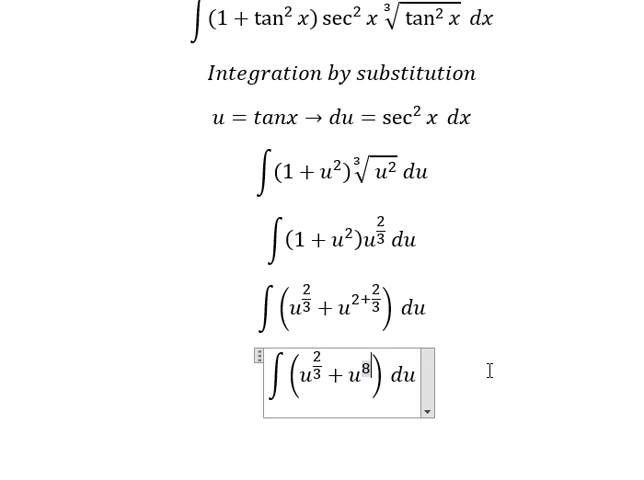 ∫(1 + tan² x) sec² x ∛(tan² x) dx
Integration by substitution
u = tanx → du = sec² x dx
∫(1 + u²)∛(u²) du
∫(1 + u²)u^(2/3) du
∫(u^(2/3) + u^(2+2/3)) du
∫(u^(2/3) + u^8) du